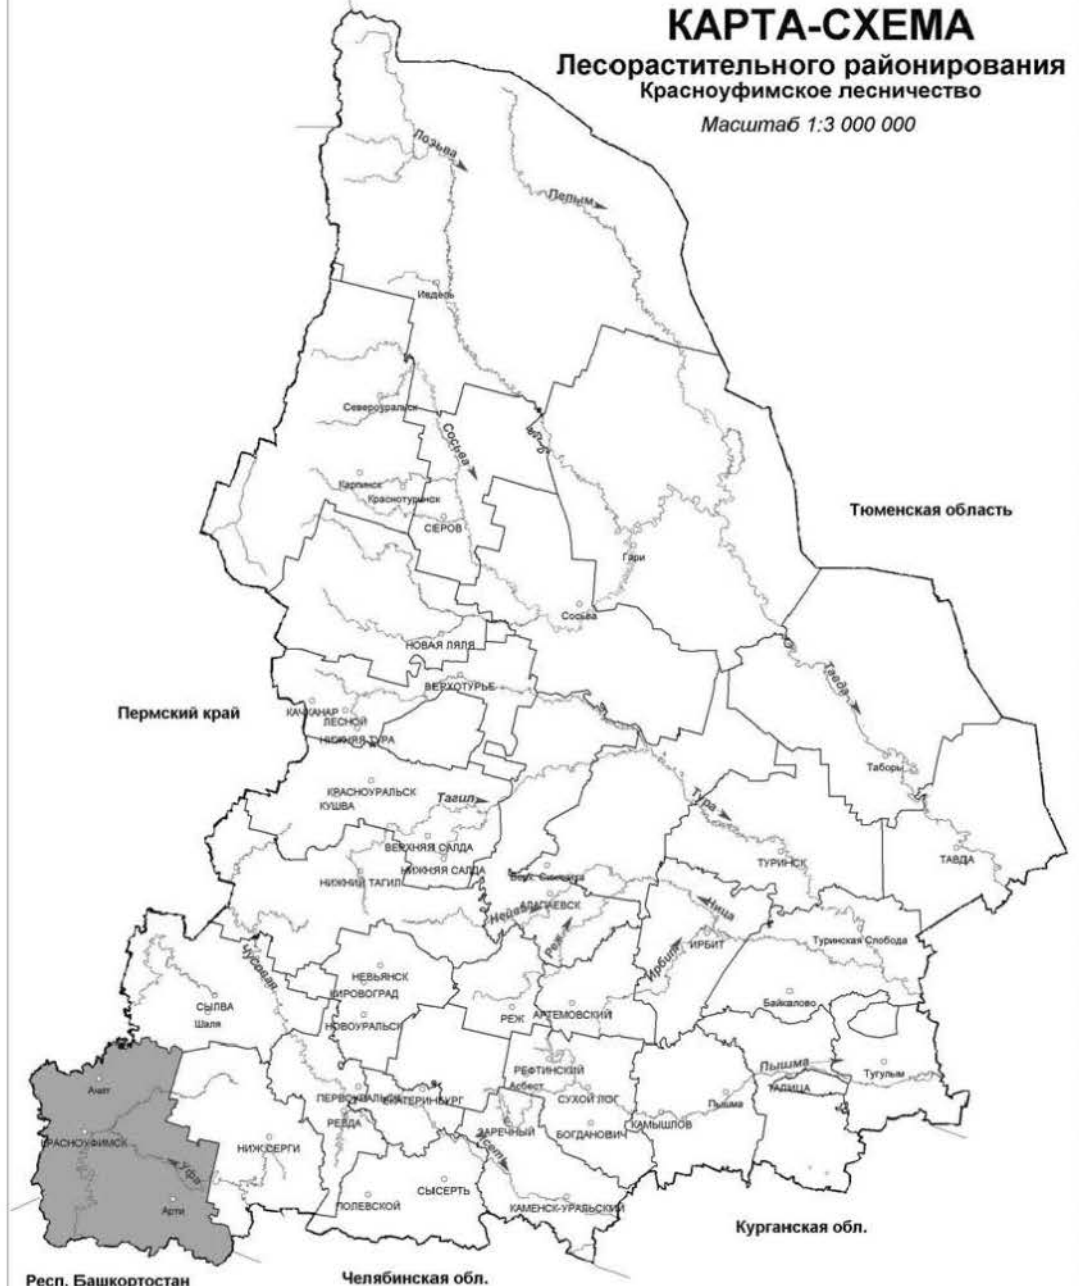 КАРТА-СХЕМА
Лесорастительного районирования
Красноуфимское лесничество
Масштаб 1:3 000 000
Лозьва
Пелым
Ивдель
Североуральск
Сосьва
Карпинск
Краснотурьинск
СЕРОВ
Тюменская область
Гари
Сосьва
НОВАЯ ЛЯЛЯ
Тавда
ВЕРХОТУРЬЕ
Пермский край
КАЧКАНАР
ЛЕСНОЙ
НИЖНЯЯ ТУРА
Таборы
КРАСНОУРАЛЬСК
КУШВА
Тагил
Тура
ВЕРХНЯЯ САЛДА
ТАВДА
ТУРИНСК
НИЖНЯЯ САЛДА
НИЖНИЙ ТАГИЛ
Нейва
АЛАПАЕВСК
Ница
Реж
ИРБИТ
Туринская Слобода
Чусовая
Ирбит
НЕВЬЯНСК
КИРОВОГРАД
Байкалово
СЫЛВА
Шаля
НОВОУРАЛЬСК
РЕЖ
АРТЕМОВСКИЙ
Пышма
РЕФТИНСКИЙ
Тугулым
Ачит
Асбест
ТАЛИЦА
ПЕРВОУРАЛЬСК
ЕКАТЕРИНБУРГ
СУХОЙ ЛОГ
Пышма
РЕВДА
ЗАРЕЧНЫЙ
БОГДАНОВИЧ
КАМЫШЛОВ
КРАСНОУФИМСК
НИЖ.СЕРГИ
Исеть
Уфа
СЫСЕРТЬ
Арти
ПОЛЕВСКОЙ
КАМЕНСК-УРАЛЬСКИЙ
Курганская обл.
Респ. Башкортостан
Челябинская обл.